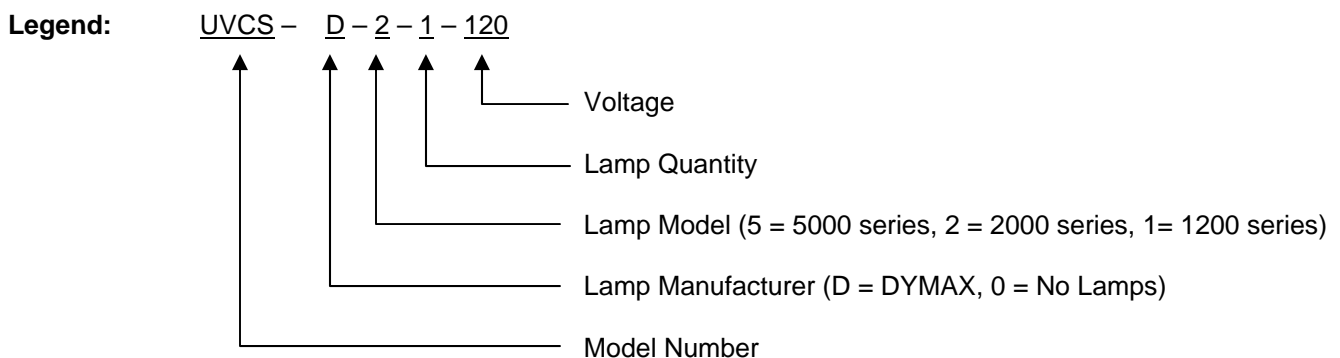 Legend: UVCS – D – 2 – 1 – 120
Voltage
Lamp Quantity
Lamp Model (5 = 5000 series, 2 = 2000 series, 1= 1200 series)
Lamp Manufacturer (D = DYMAX, 0 = No Lamps)
Model Number